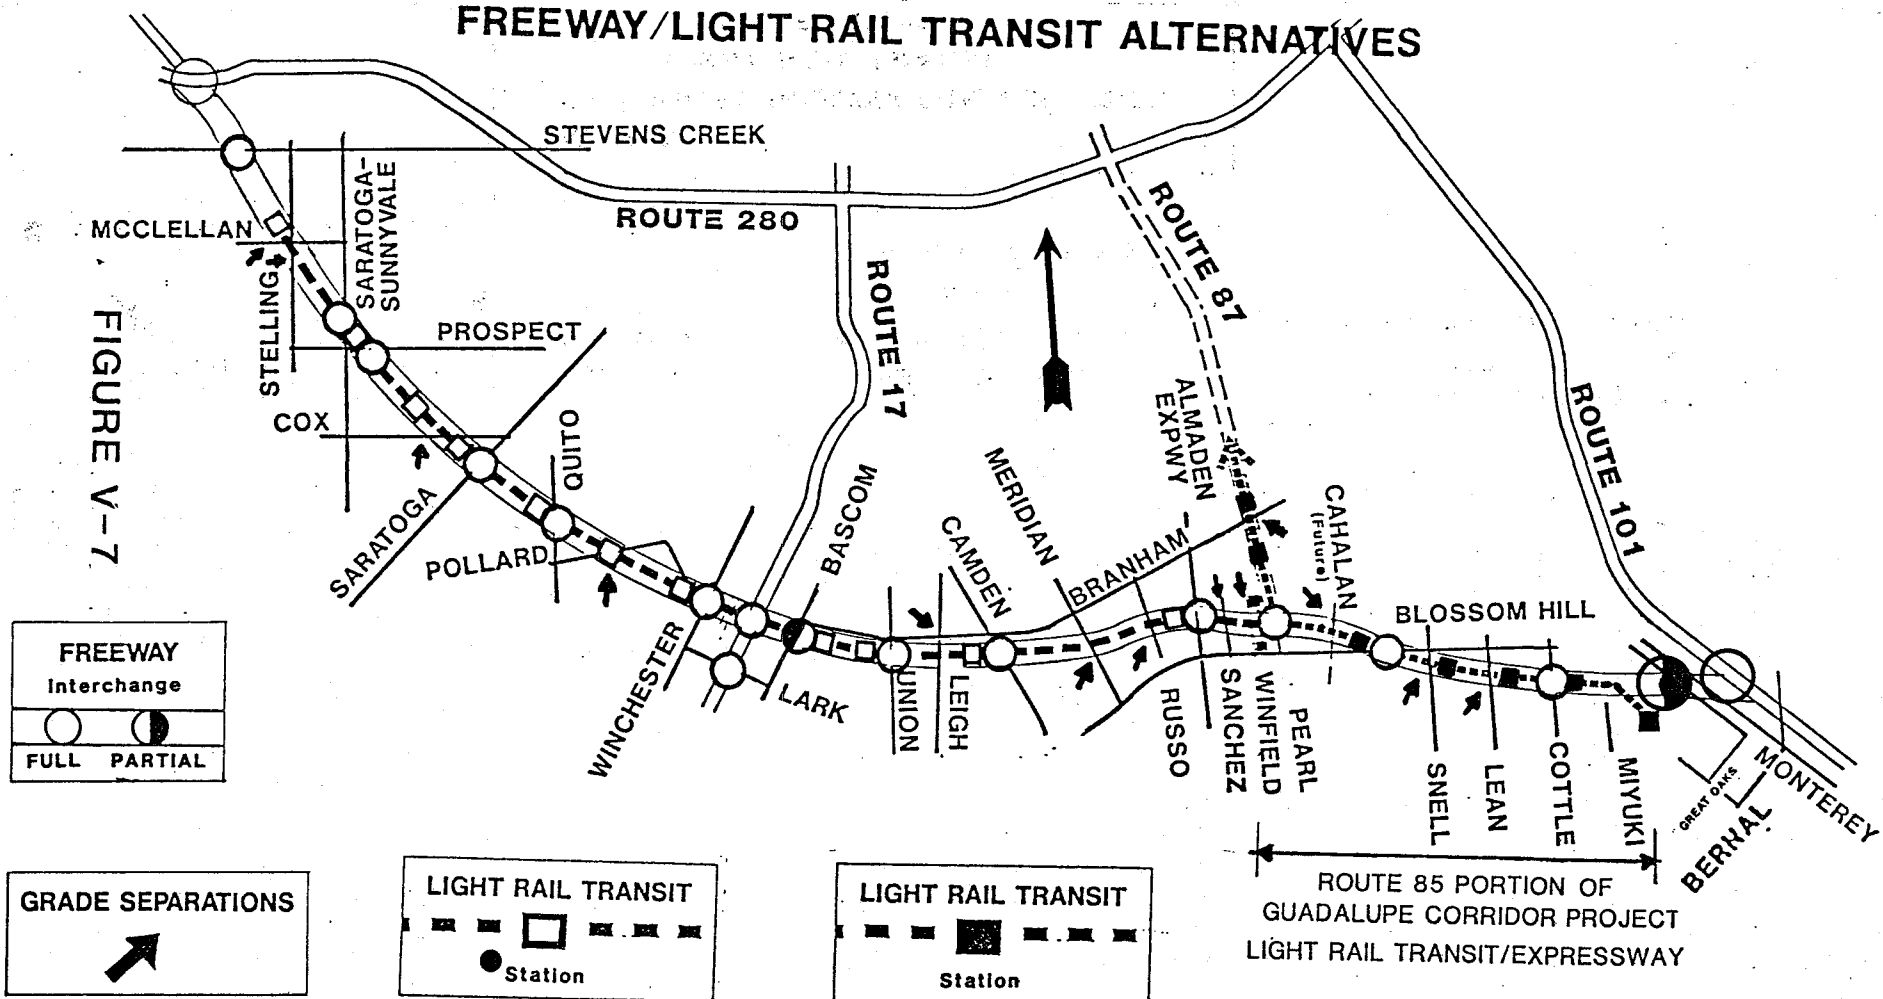 FREEWAY/LIGHT RAIL TRANSIT ALTERNATIVES
STEVENS CREEK
SARATOGA-
SUNNYVALE
MCCLELLAN
STELLING
ROUTE 280
ROUTE 17
ROUTE 87
ROUTE 101
PROSPECT
COX
QUITO
SARATOGA
POLLARD
WINCHESTER
BASCOM
LARK
UNION
LEIGH
CAMDEN
MERIDIAN
BRANHAM
ALMADEN
EXPWY
RUSSO
SANCHEZ
WINFIELD
PEARL
CAHALAN
(Future)
BLOSSOM HILL
SNELL
LEAN
COTTLE
MIYUKI
GREAT OAKS
BERNAL
MONTEREY
FIGURE V-7
FREEWAY
Interchange
FULL PARTIAL
GRADE SEPARATIONS
LIGHT RAIL TRANSIT
Station
LIGHT RAIL TRANSIT
Station
ROUTE 85 PORTION OF
GUADALUPE CORRIDOR PROJECT
LIGHT RAIL TRANSIT/EXPRESSWAY